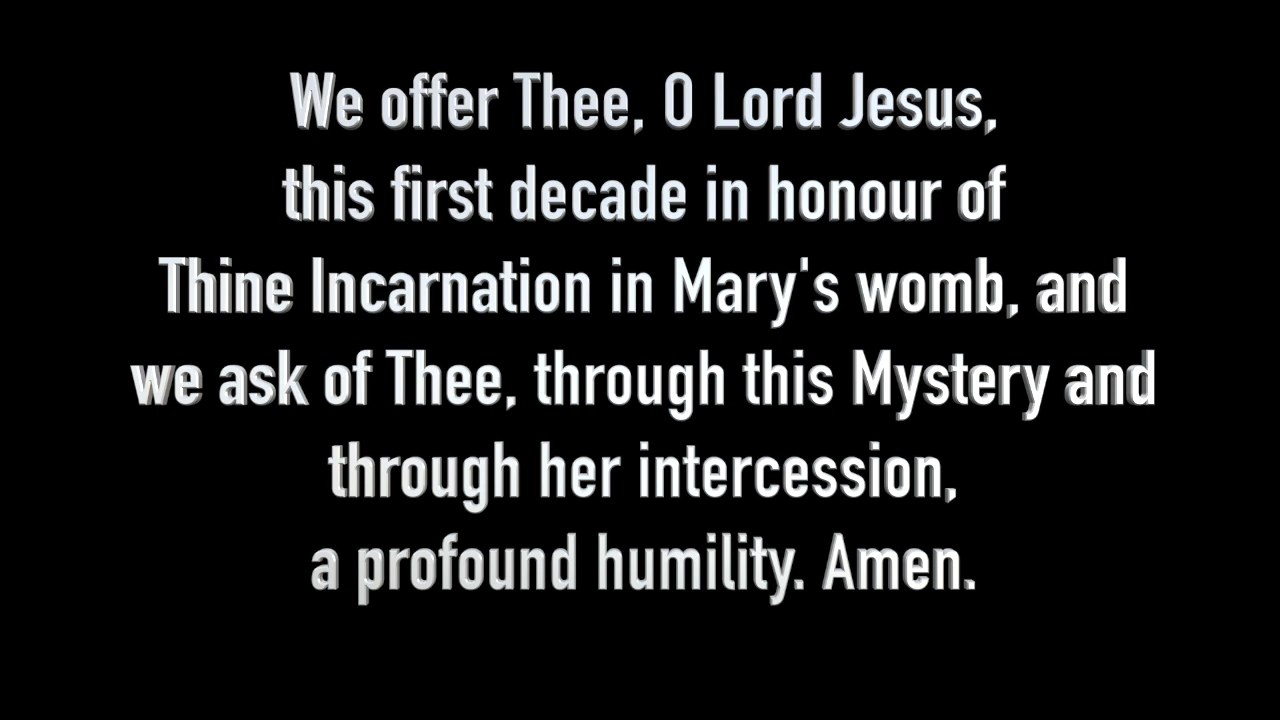 We offer Thee, O Lord Jesus,
this first decade in honour of
Thine Incarnation in Mary's womb, and
we ask of Thee, through this Mystery and
through her intercession,
a profound humility. Amen.